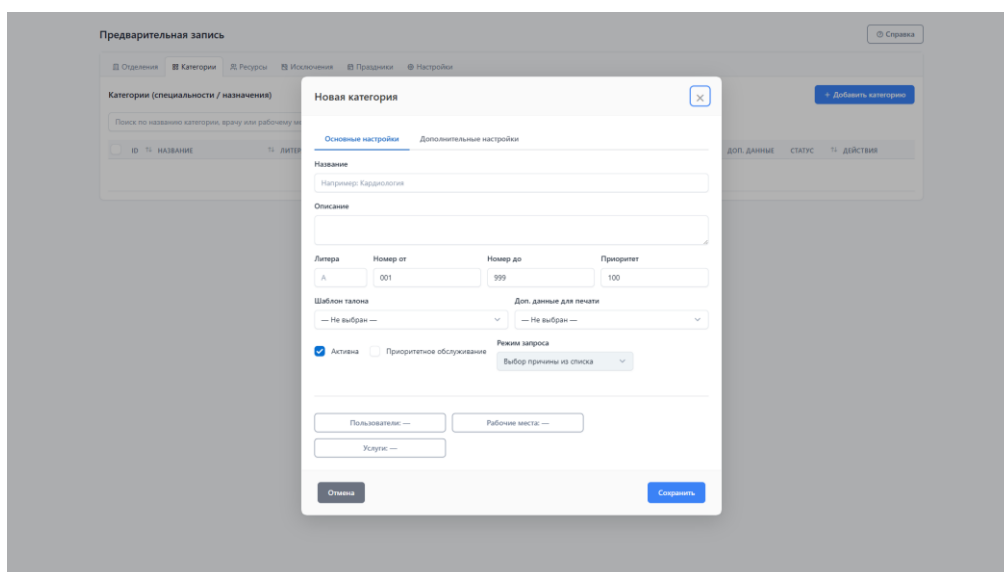 Предварительная запись
Справка
Отделения Категории Ресурсы Исключения Праздники Настройки
Категории (специальности / назначения)
+ Добавить категорию
Поиск по названию категории, врачу или рабочему ме
ID НАЗВАНИЕ ЛИТЕР
ДОП. ДАННЫЕ СТАТУС ДЕЙСТВИЯ
Новая категория
Основные настройки Дополнительные настройки
Название
Например: Кардиология
Описание
Литера Номер от Номер до Приоритет
A 001 999 100
Шаблон талона Доп. данные для печати
— Не выбран — — Не выбран —
Режим запроса
Активна Приоритетное обслуживание
Выбор причины из списка
Пользователи: — Рабочие места: —
Услуги: —
Отмена Сохранить